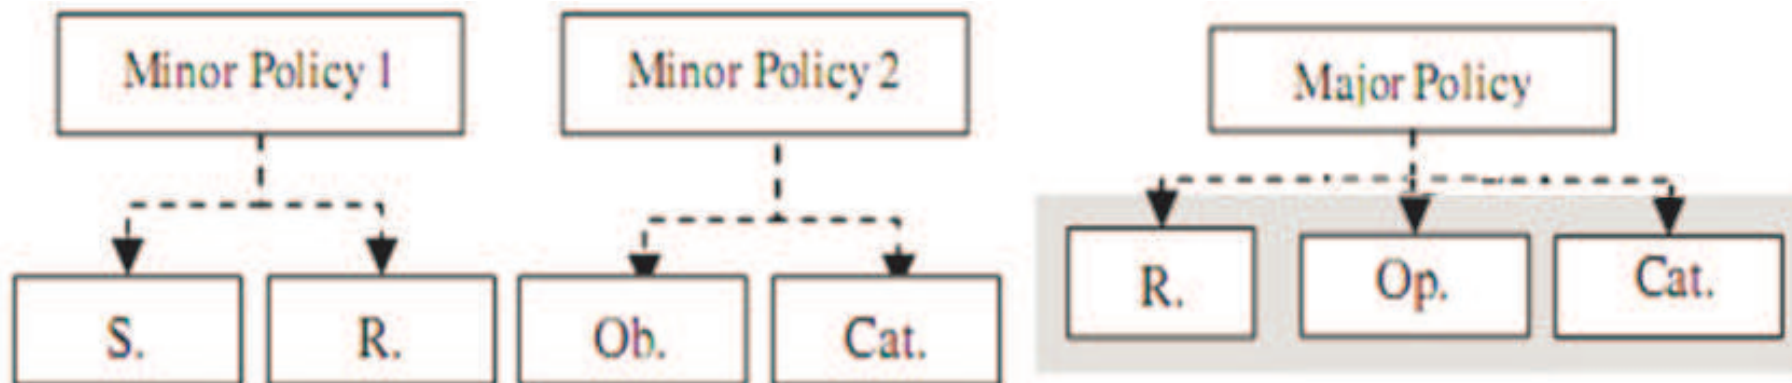 Minor Policy 1
Minor Policy 2
Major Policy
S.
R.
Ob.
Cat.
R.
Op.
Cat.